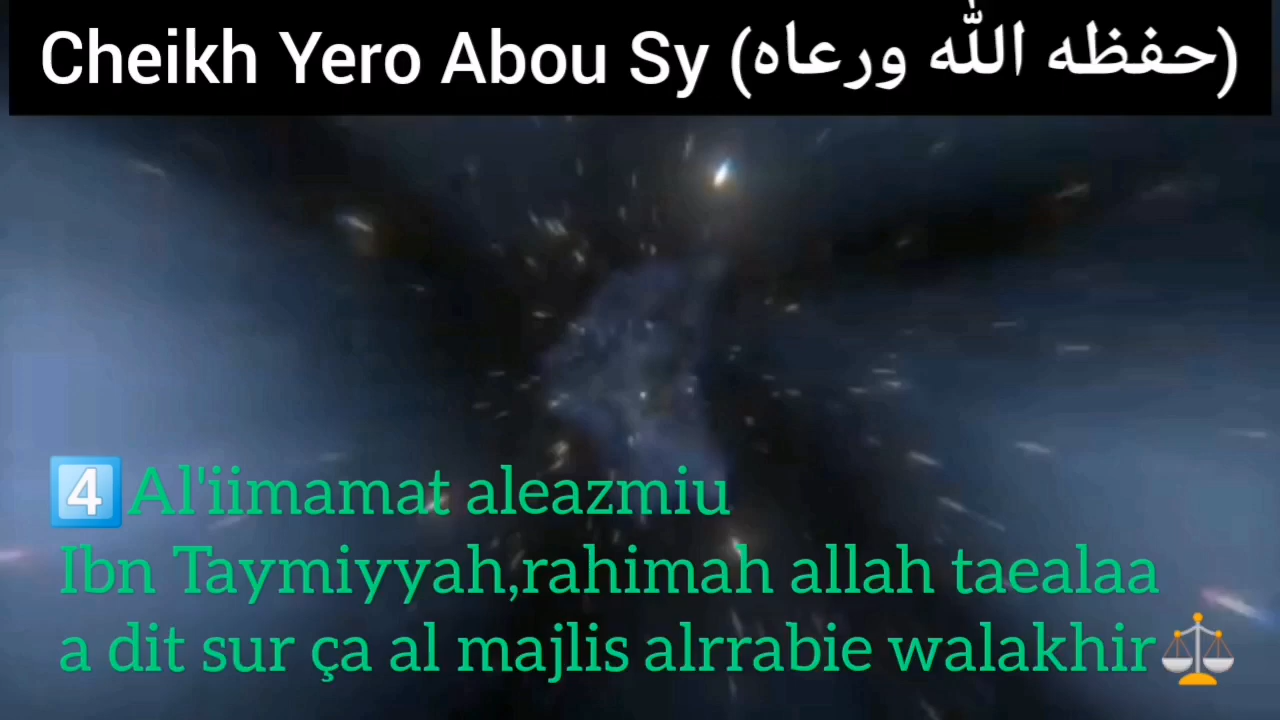 Cheikh Yero Abou Sy (حفظه الله ورعاه)
4️⃣Al'iimamat aleazmiu
Ibn Taymiyyah,rahimah allah taealaa
a dit sur ça al majlis alrrabie walakhir⚖️